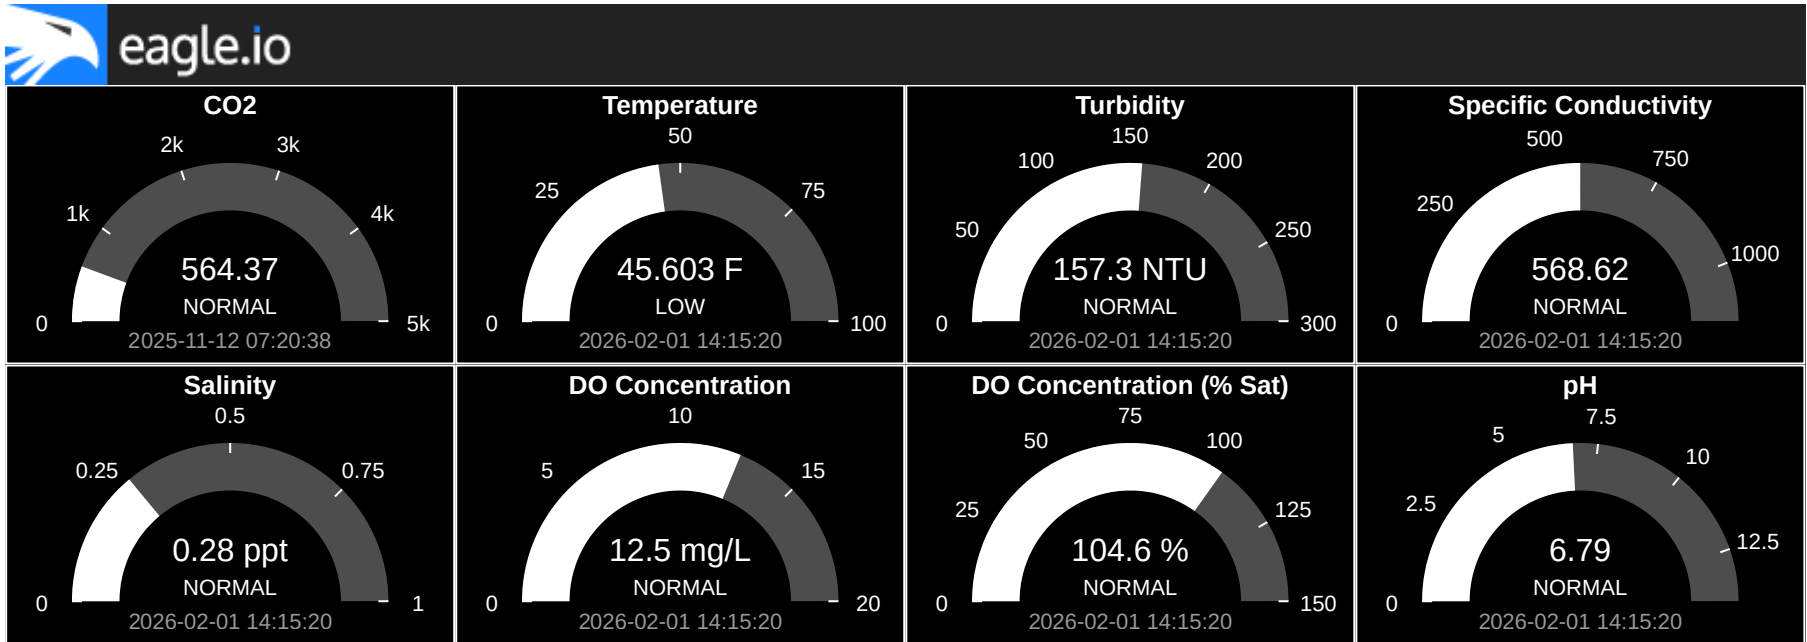 eagle.io
CO2
2k
3k
1k
4k
564.37
NORMAL
0
5k
2025-11-12 07:20:38
Temperature
50
25
75
45.603 F
LOW
0
100
2026-02-01 14:15:20
Turbidity
150
100
200
50
250
157.3 NTU
NORMAL
0
300
2026-02-01 14:15:20
Specific Conductivity
500
750
250
1000
568.62
NORMAL
0
2026-02-01 14:15:20
Salinity
0.5
0.25
0.75
0.28 ppt
NORMAL
0
1
2026-02-01 14:15:20
DO Concentration
10
5
15
12.5 mg/L
NORMAL
0
20
2026-02-01 14:15:20
DO Concentration (% Sat)
75
50
100
25
125
104.6 %
NORMAL
0
150
2026-02-01 14:15:20
pH
7.5
5
10
2.5
12.5
6.79
NORMAL
0
2026-02-01 14:15:20